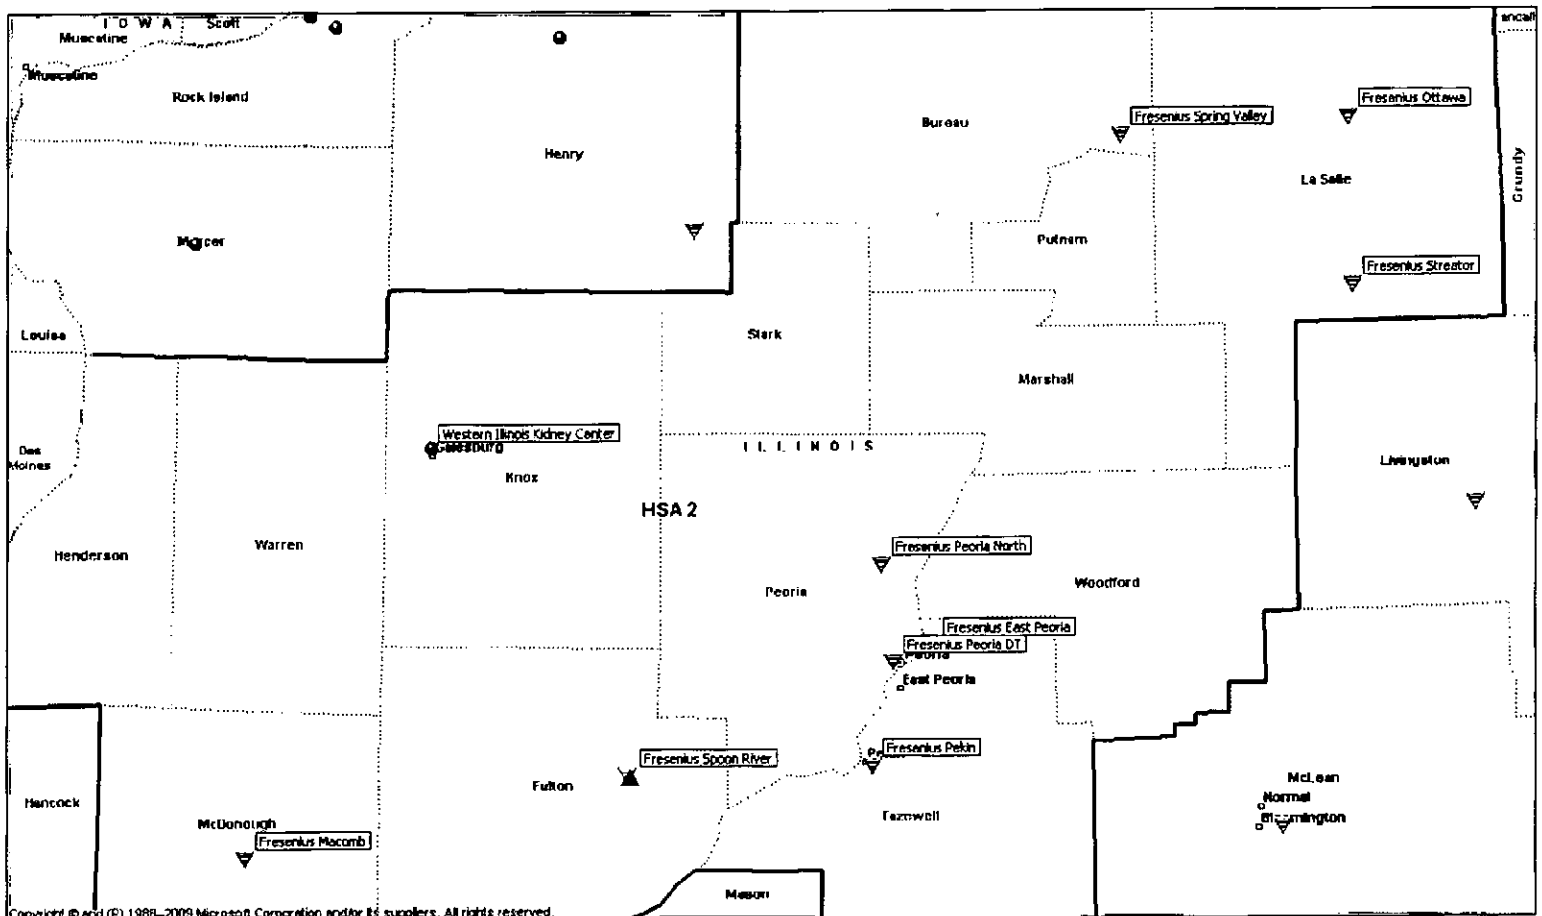 I O W A
Scott
Muscatine
Muscatine
Rock Island
Henry
Mercer
Bureau
Fresenius Spring Valley
Fresenius Ottawa
La Salle
Grundy
Putnam
Fresenius Streator
Louisa
Stark
Marshall
Western Illinois Kidney Center
Galesburg
Knox
I L L I N O I S
Des
Moines
Livingston
HSA 2
Henderson
Warren
Fresenius Peoria North
Peoria
Woodford
Fresenius East Peoria
Fresenius Peoria DT
Peoria
East Peoria
Fresenius Spoon River
Fresenius Pekin
Fulton
Hancock
McDonough
Fresenius Macomb
Tazewell
McLean
Normal
Bloomington
Mason
Copyright © and (P) 1988–2009 Microsoft Corporation and/or its suppliers. All rights reserved.